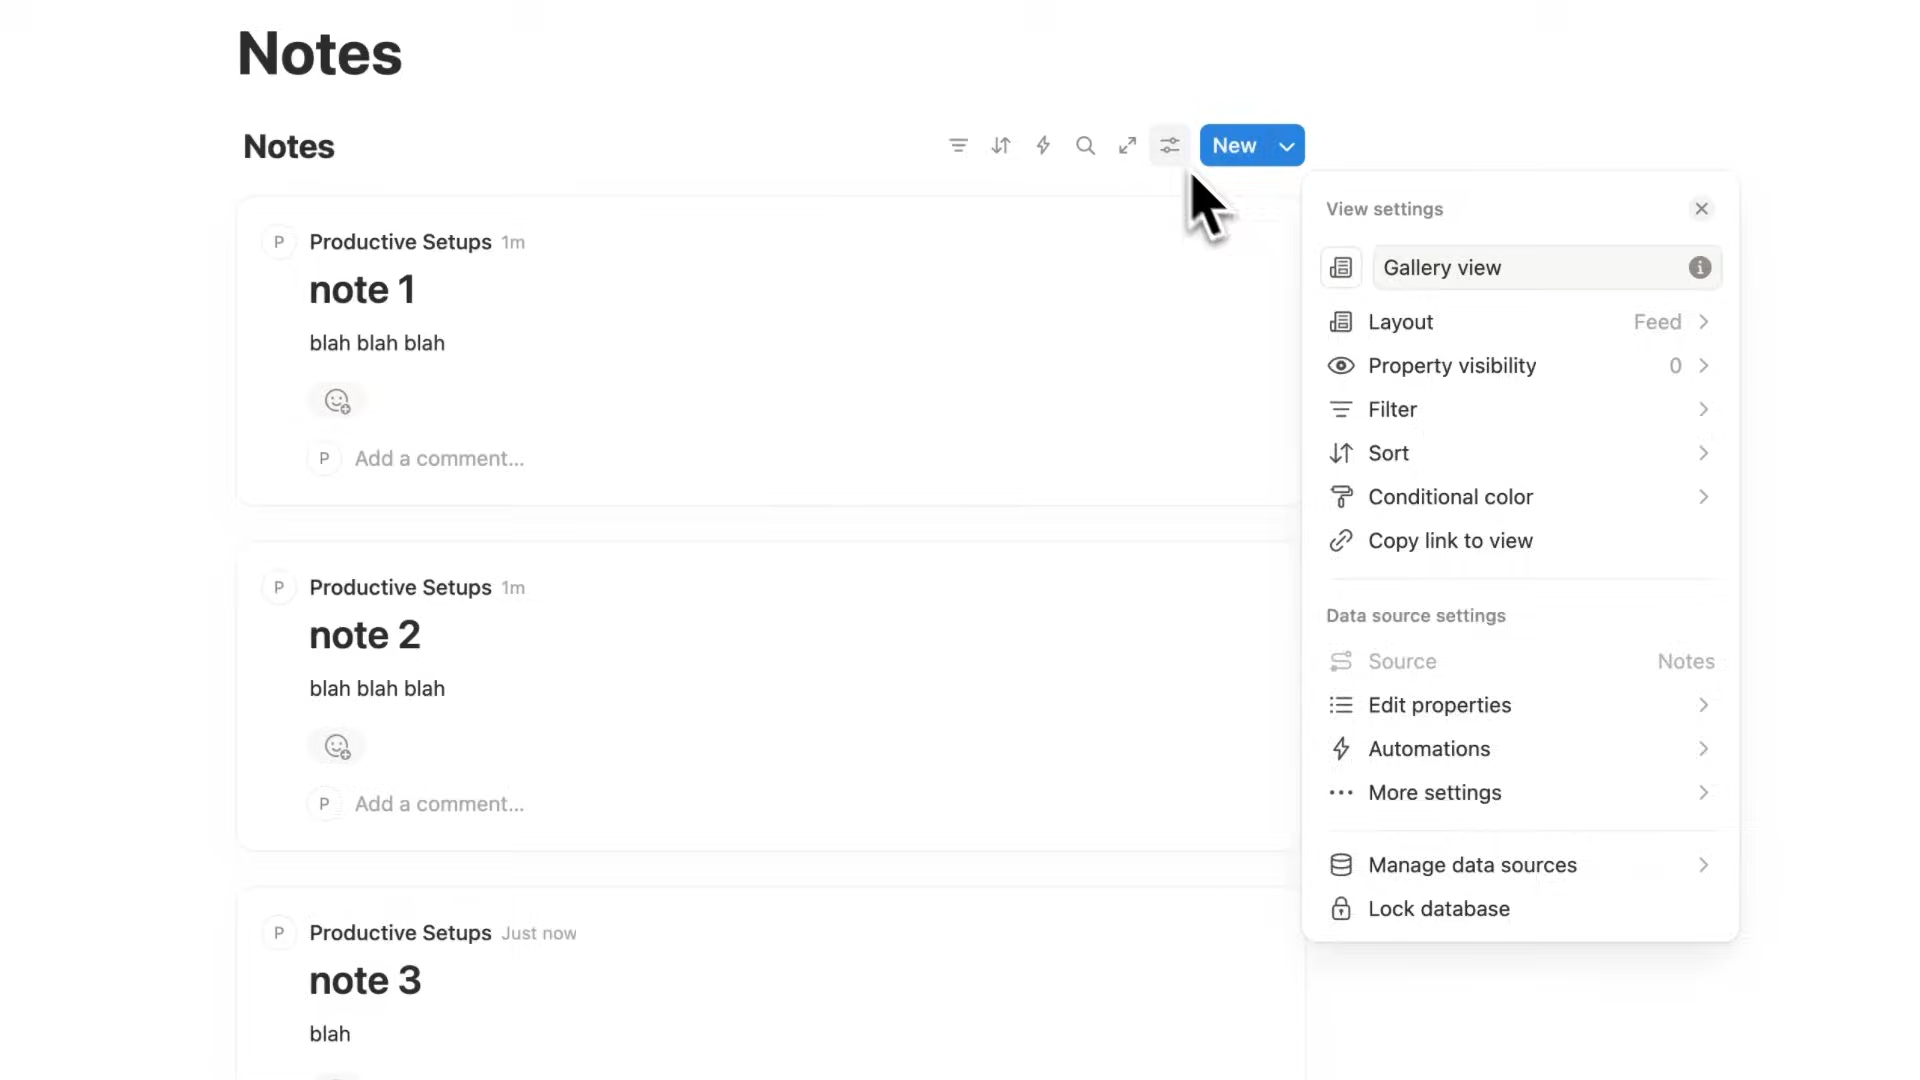 Notes
Notes
New
P Productive Setups 1m
note 1
blah blah blah
P Add a comment...
P Productive Setups 1m
note 2
blah blah blah
P Add a comment...
P Productive Setups Just now
note 3
blah
View settings
Gallery view
Layout Feed
Property visibility 0
Filter
Sort
Conditional color
Copy link to view
Data source settings
Source Notes
Edit properties
Automations
More settings
Manage data sources
Lock database